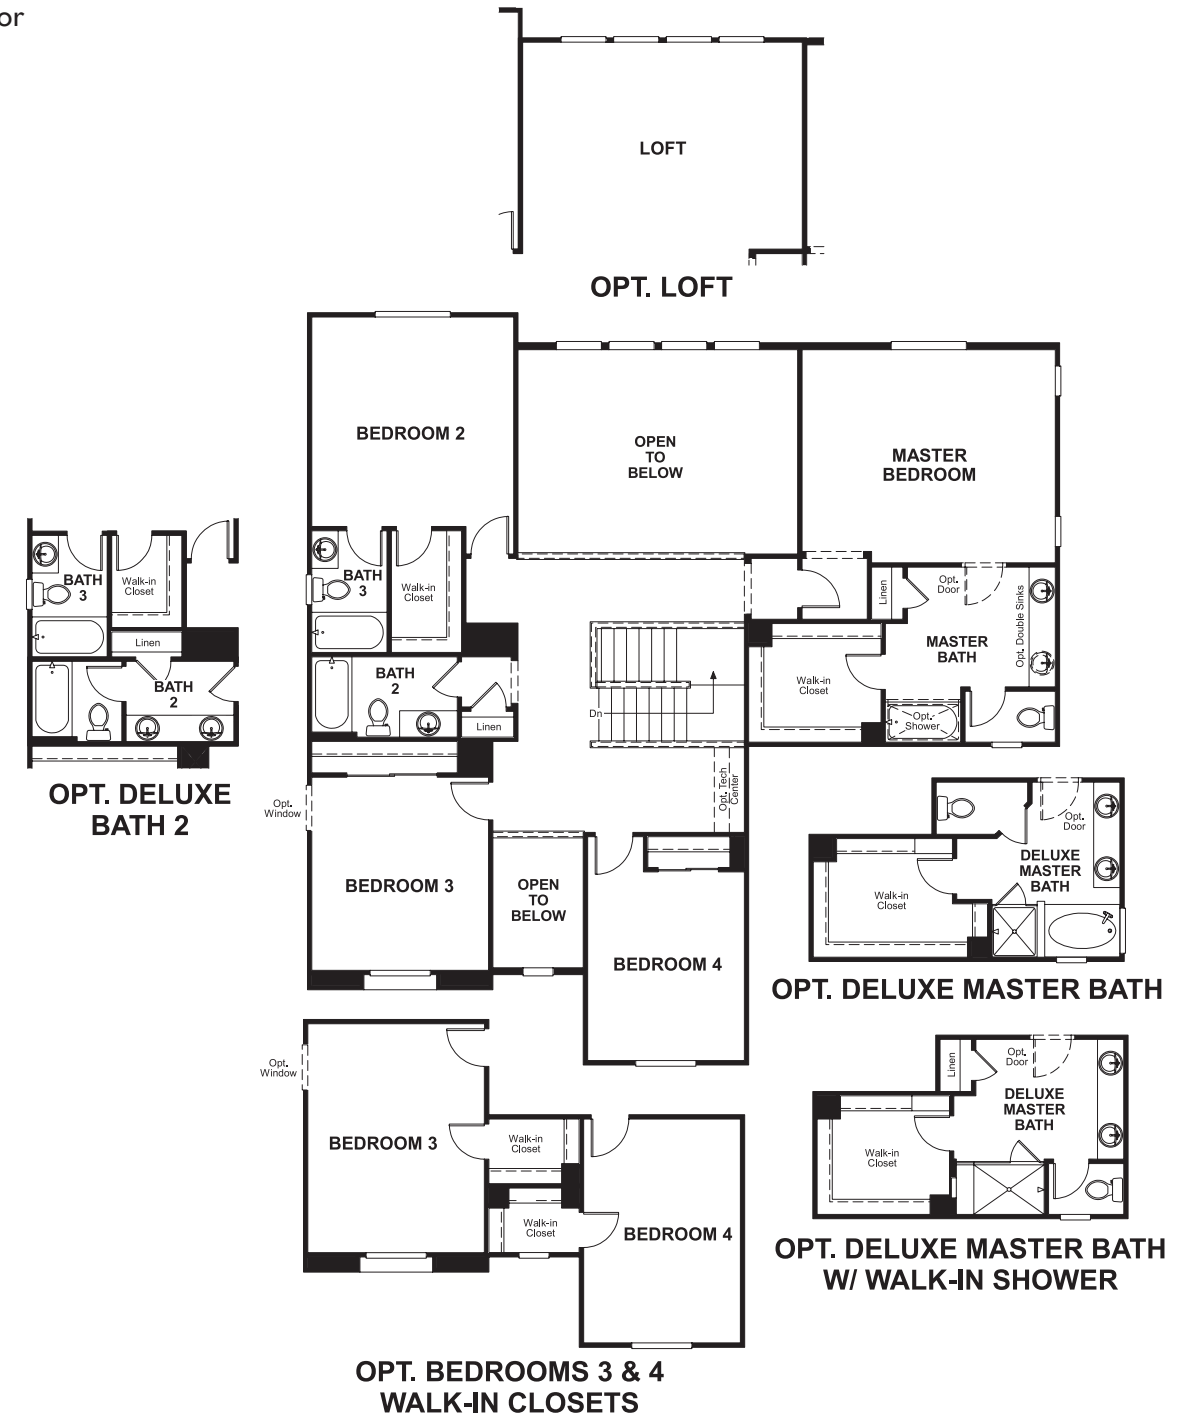 or
LOFT
OPT. LOFT
BEDROOM 2
OPEN
TO
BELOW
MASTER
BEDROOM
BATH
3
Walk-in
Closet
Linen
BATH
2
OPT. DELUXE
BATH 2
BATH
3
Walk-in
Closet
BATH
2
Linen
Dn
Linen
Opt.
Door
Opt. Double Sinks
MASTER
BATH
Walk-in
Closet
Opt.
Shower
Opt. Tech
Center
Opt.
Window
BEDROOM 3
OPEN
TO
BELOW
BEDROOM 4
Opt.
Door
DELUXE
MASTER
BATH
Walk-in
Closet
OPT. DELUXE MASTER BATH
Opt.
Window
BEDROOM 3
Walk-in
Closet
Walk-in
Closet
BEDROOM 4
OPT. BEDROOMS 3 & 4
WALK-IN CLOSETS
Linen
Opt.
Door
DELUXE
MASTER
BATH
Walk-in
Closet
OPT. DELUXE MASTER BATH
W/ WALK-IN SHOWER